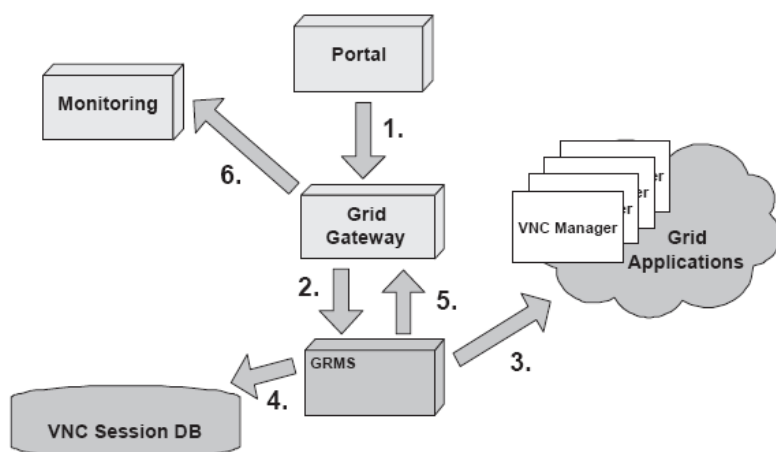 Portal
Monitoring
1.
6.
Grid
Gateway
VNC Manager
Grid
Applications
2.
5.
GRMS
3.
4.
VNC Session DB